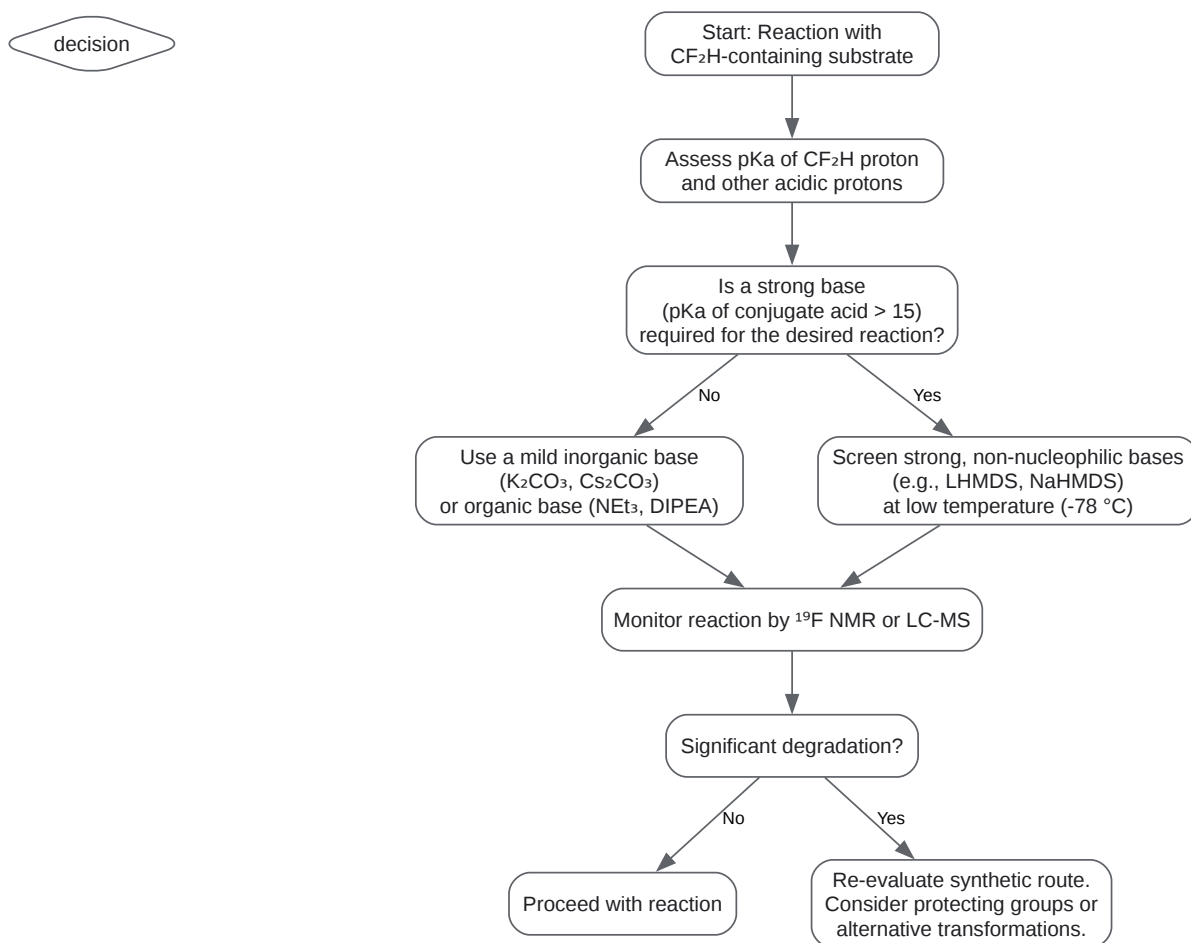 decision
Start: Reaction with
CF₂H-containing substrate
Assess pKa of CF₂H proton
and other acidic protons
Is a strong base
(pKa of conjugate acid > 15)
required for the desired reaction?
No
Yes
Use a mild inorganic base
(K₂CO₃, Cs₂CO₃)
or organic base (NEt₃, DIPEA)
Screen strong, non-nucleophilic bases
(e.g., LHMDS, NaHMDS)
at low temperature (-78 °C)
Monitor reaction by ¹⁹F NMR or LC-MS
Significant degradation?
No
Yes
Proceed with reaction
Re-evaluate synthetic route.
Consider protecting groups or
alternative transformations.